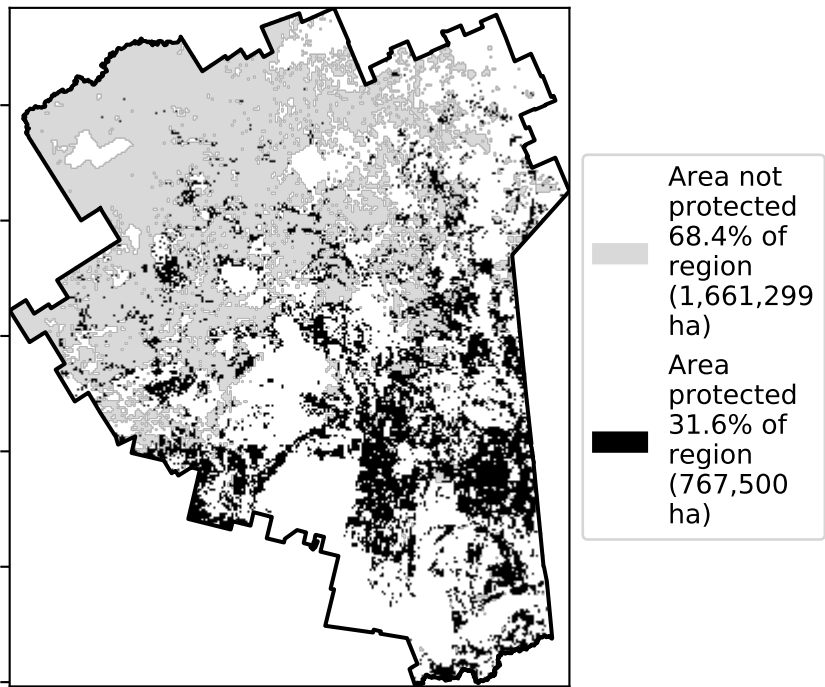 Area not
protected
68.4% of
region
(1,661,299
ha)
Area
protected
31.6% of
region
(767,500
ha)